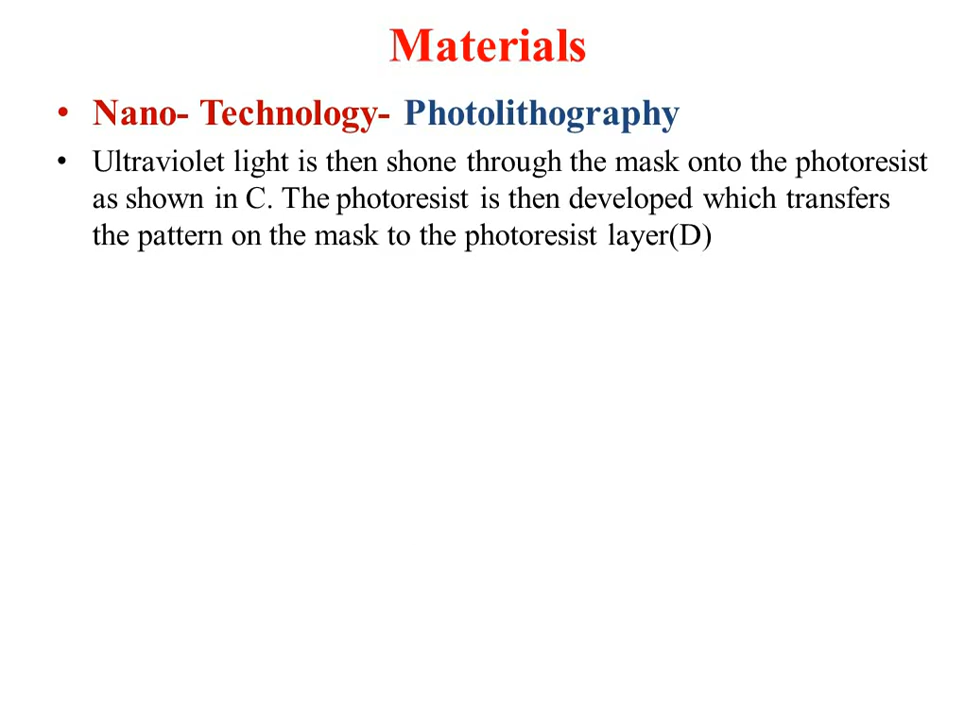 Materials
• Nano- Technology- Photolithography
• Ultraviolet light is then shone through the mask onto the photoresist
as shown in C. The photoresist is then developed which transfers
the pattern on the mask to the photoresist layer(D)